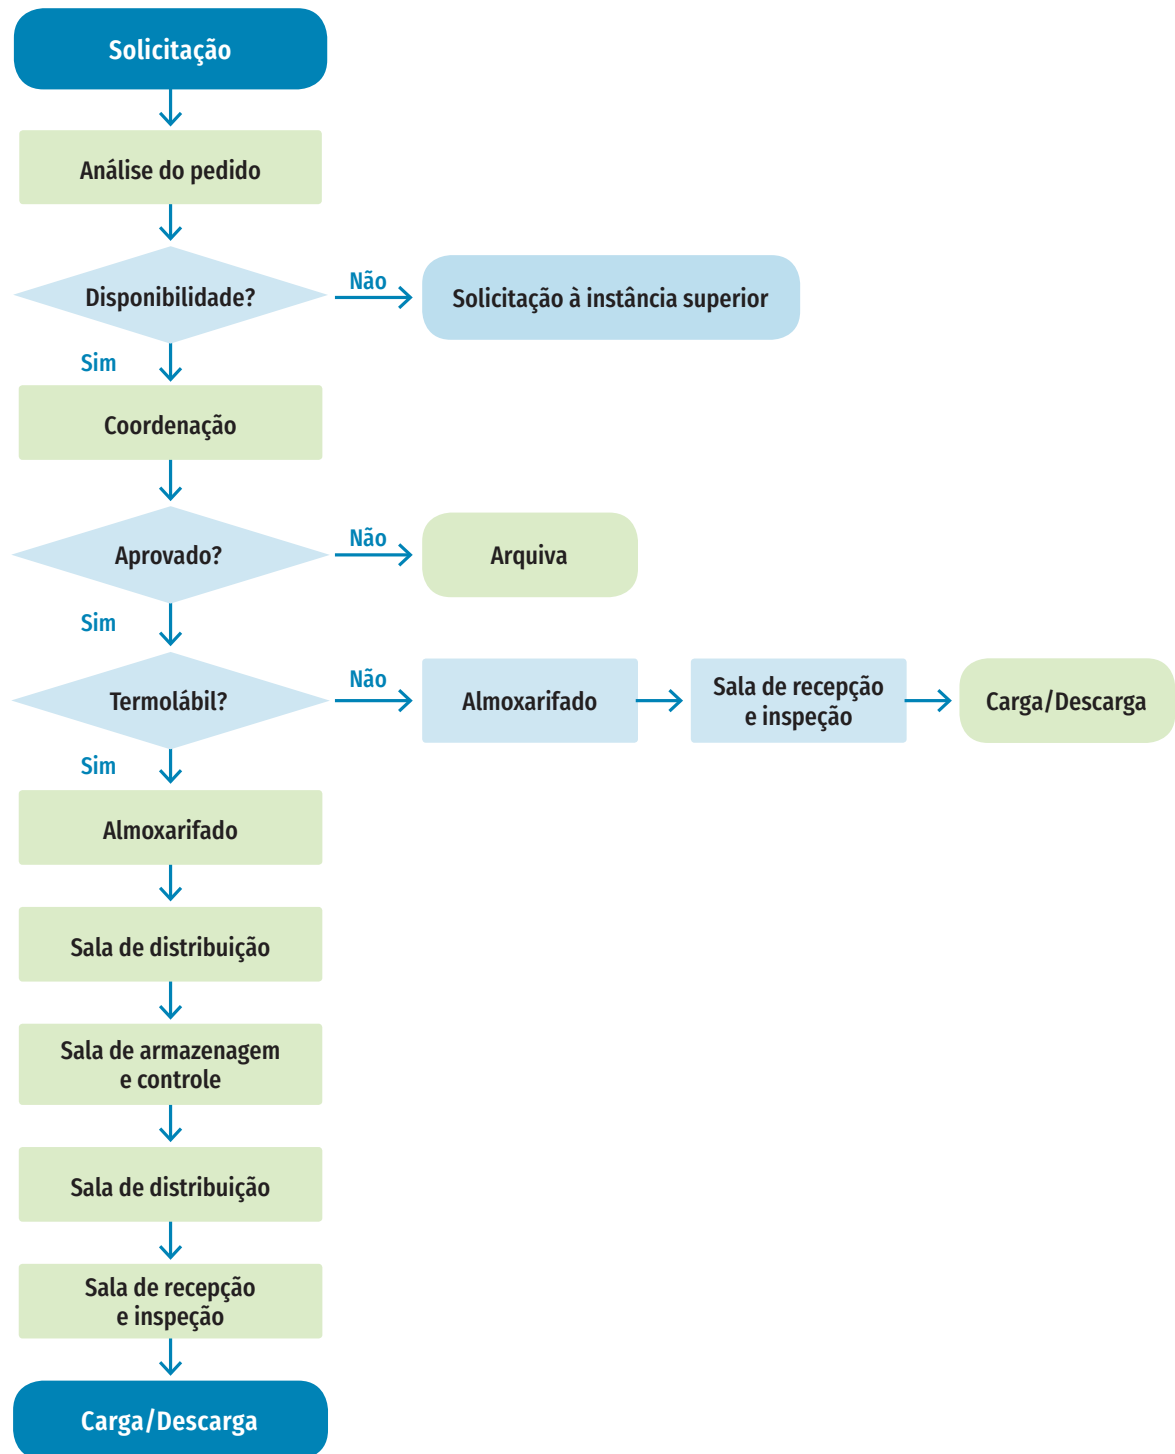 Solicitação
Análise do pedido
Disponibilidade?
Não
Solicitação à instância superior
Sim
Coordenação
Aprovado?
Não
Arquiva
Sim
Termolábil?
Não
Almoxarifado
Sala de recepção
e inspeção
Carga/Descarga
Sim
Almoxarifado
Sala de distribuição
Sala de armazenagem
e controle
Sala de distribuição
Sala de recepção
e inspeção
Carga/Descarga